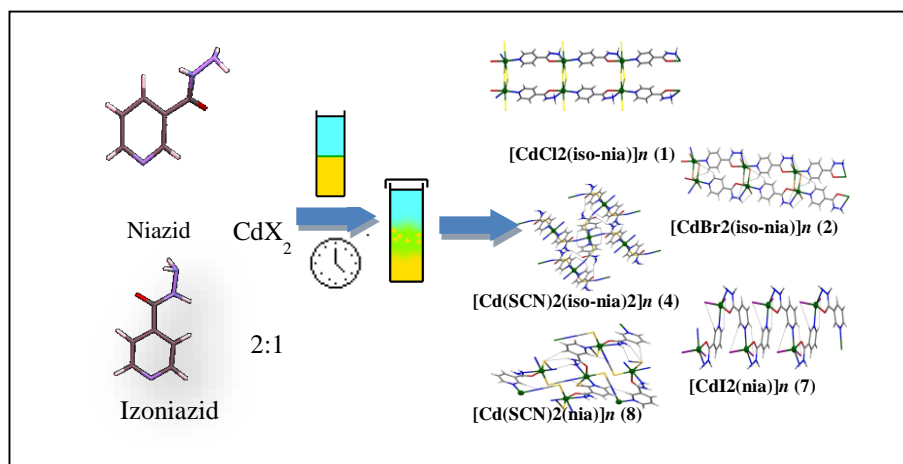 Niazid
CdX2
Izoniazid
2:1
[CdCl2(iso-nia)]n (1)
[CdBr2(iso-nia)]n (2)
[Cd(SCN)2(iso-nia)2]n (4)
[CdI2(nia)]n (7)
[Cd(SCN)2(nia)]n (8)